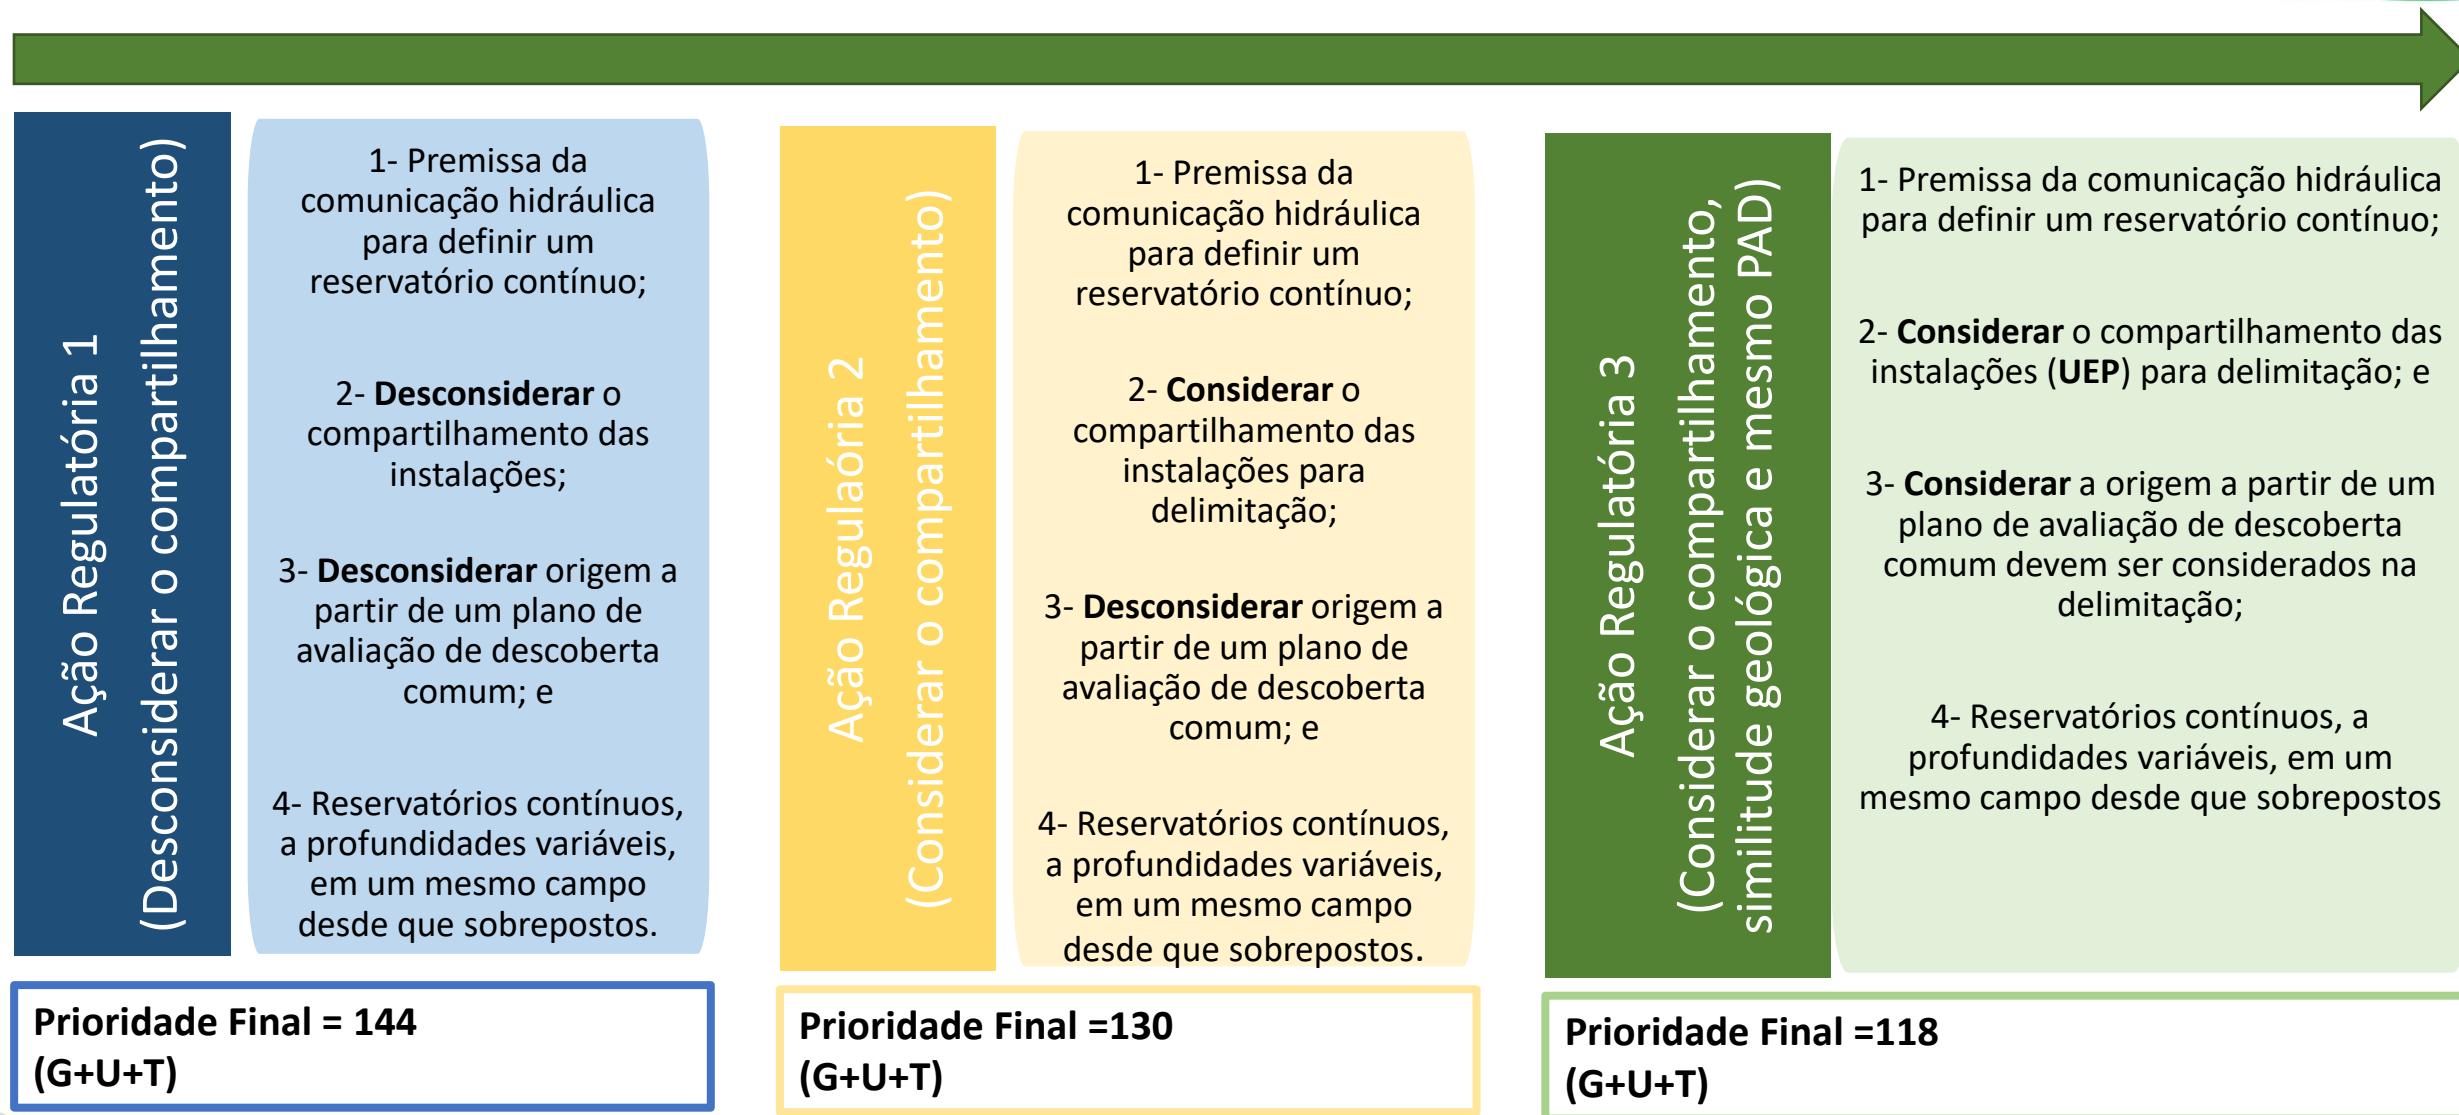 Ação Regulatória 1
(Desconsiderar o compartilhamento)
1- Premissa da
comunicação hidráulica
para definir um
reservatório contínuo;
2- Desconsiderar o
compartilhamento das
instalações;
3- Desconsiderar origem a
partir de um plano de
avaliação de descoberta
comum; e
4- Reservatórios contínuos,
a profundidades variáveis,
em um mesmo campo
desde que sobrepostos.
Prioridade Final = 144
(G+U+T)
Ação Regulaória 2
(Considerar o compartilhamento)
1- Premissa da
comunicação hidráulica
para definir um
reservatório contínuo;
2- Considerar o
compartilhamento das
instalações para
delimitação;
3- Desconsiderar origem a
partir de um plano de
avaliação de descoberta
comum; e
4- Reservatórios contínuos,
a profundidades variáveis,
em um mesmo campo
desde que sobrepostos.
Prioridade Final =130
(G+U+T)
Ação Regulatória 3
(Considerar o compartilhamento,
similitude geológica e mesmo PAD)
1- Premissa da comunicação hidráulica
para definir um reservatório contínuo;
2- Considerar o compartilhamento das
instalações (UEP) para delimitação; e
3- Considerar a origem a partir de um
plano de avaliação de descoberta
comum devem ser considerados na
delimitação;
4- Reservatórios contínuos, a
profundidades variáveis, em um
mesmo campo desde que sobrepostos
Prioridade Final =118
(G+U+T)